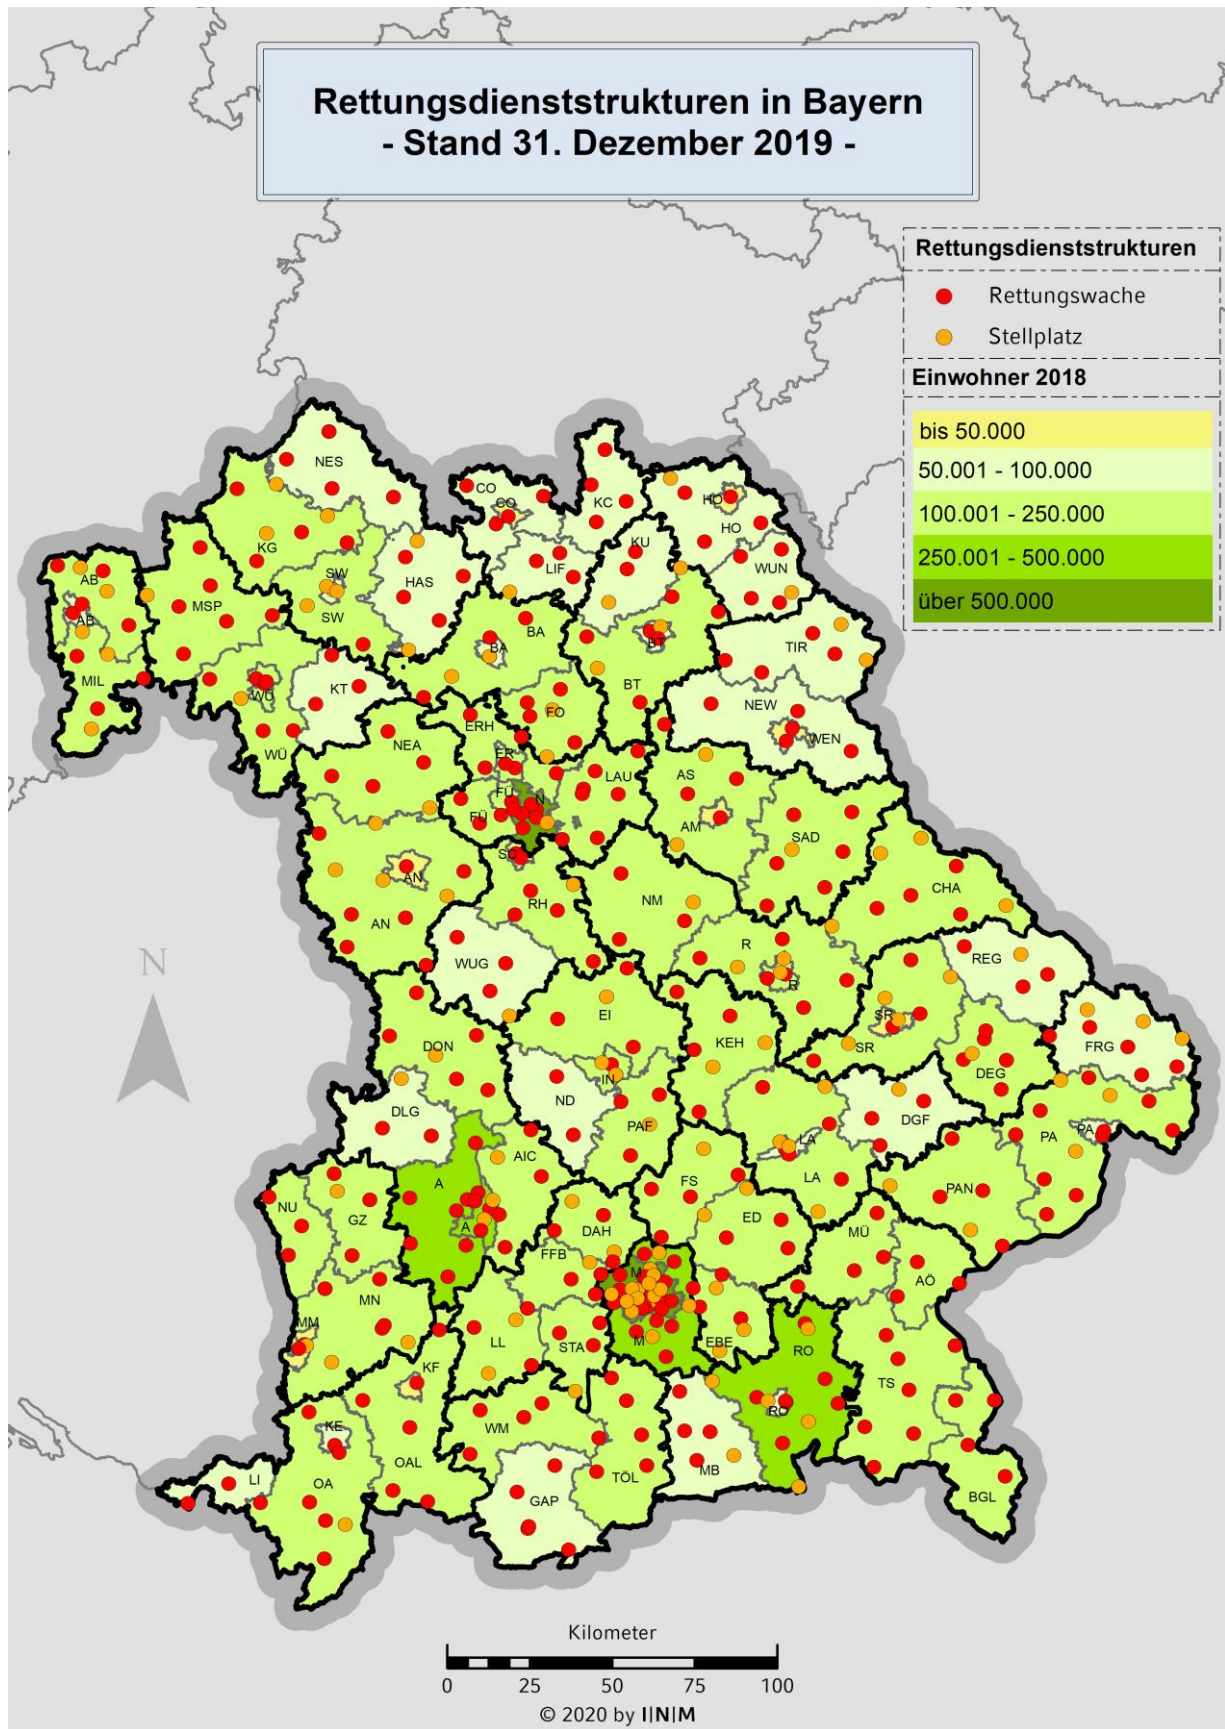 Rettungsdienststrukturen in Bayern
- Stand 31. Dezember 2019 -
Rettungsdienststrukturen
Rettungswache
Stellplatz
Einwohner 2018
bis 50.000
50.001 - 100.000
100.001 - 250.000
250.001 - 500.000
über 500.000
NES
CO
CO
KC
HO
HO
KG
SW
SW
HAS
LIF
KU
WUN
AB
AB
MSP
MIL
BA
BA
BT
BT
TIR
WÜ
WÜ
KT
FO
NEW
WEN
NEA
ERH
ER
LAU
AS
FÜ
FÜ
N
AM
SAD
SC
AN
AN
RH
NM
CHA
WUG
R
R
REG
N
EI
KEH
SR
SR
FRG
DON
IN
DEG
DLG
ND
PAF
LA
LA
DGF
PA
PA
AIC
A
A
FS
PAN
NU
GZ
DAH
ED
MÜ
AÖ
FFB
M
M
MN
MM
LL
STA
EBE
RO
RO
TS
KF
KE
OAL
WM
TÖL
MB
LI
OA
GAP
BGL
Kilometer
0 25 50 75 100
© 2020 by I|N|M